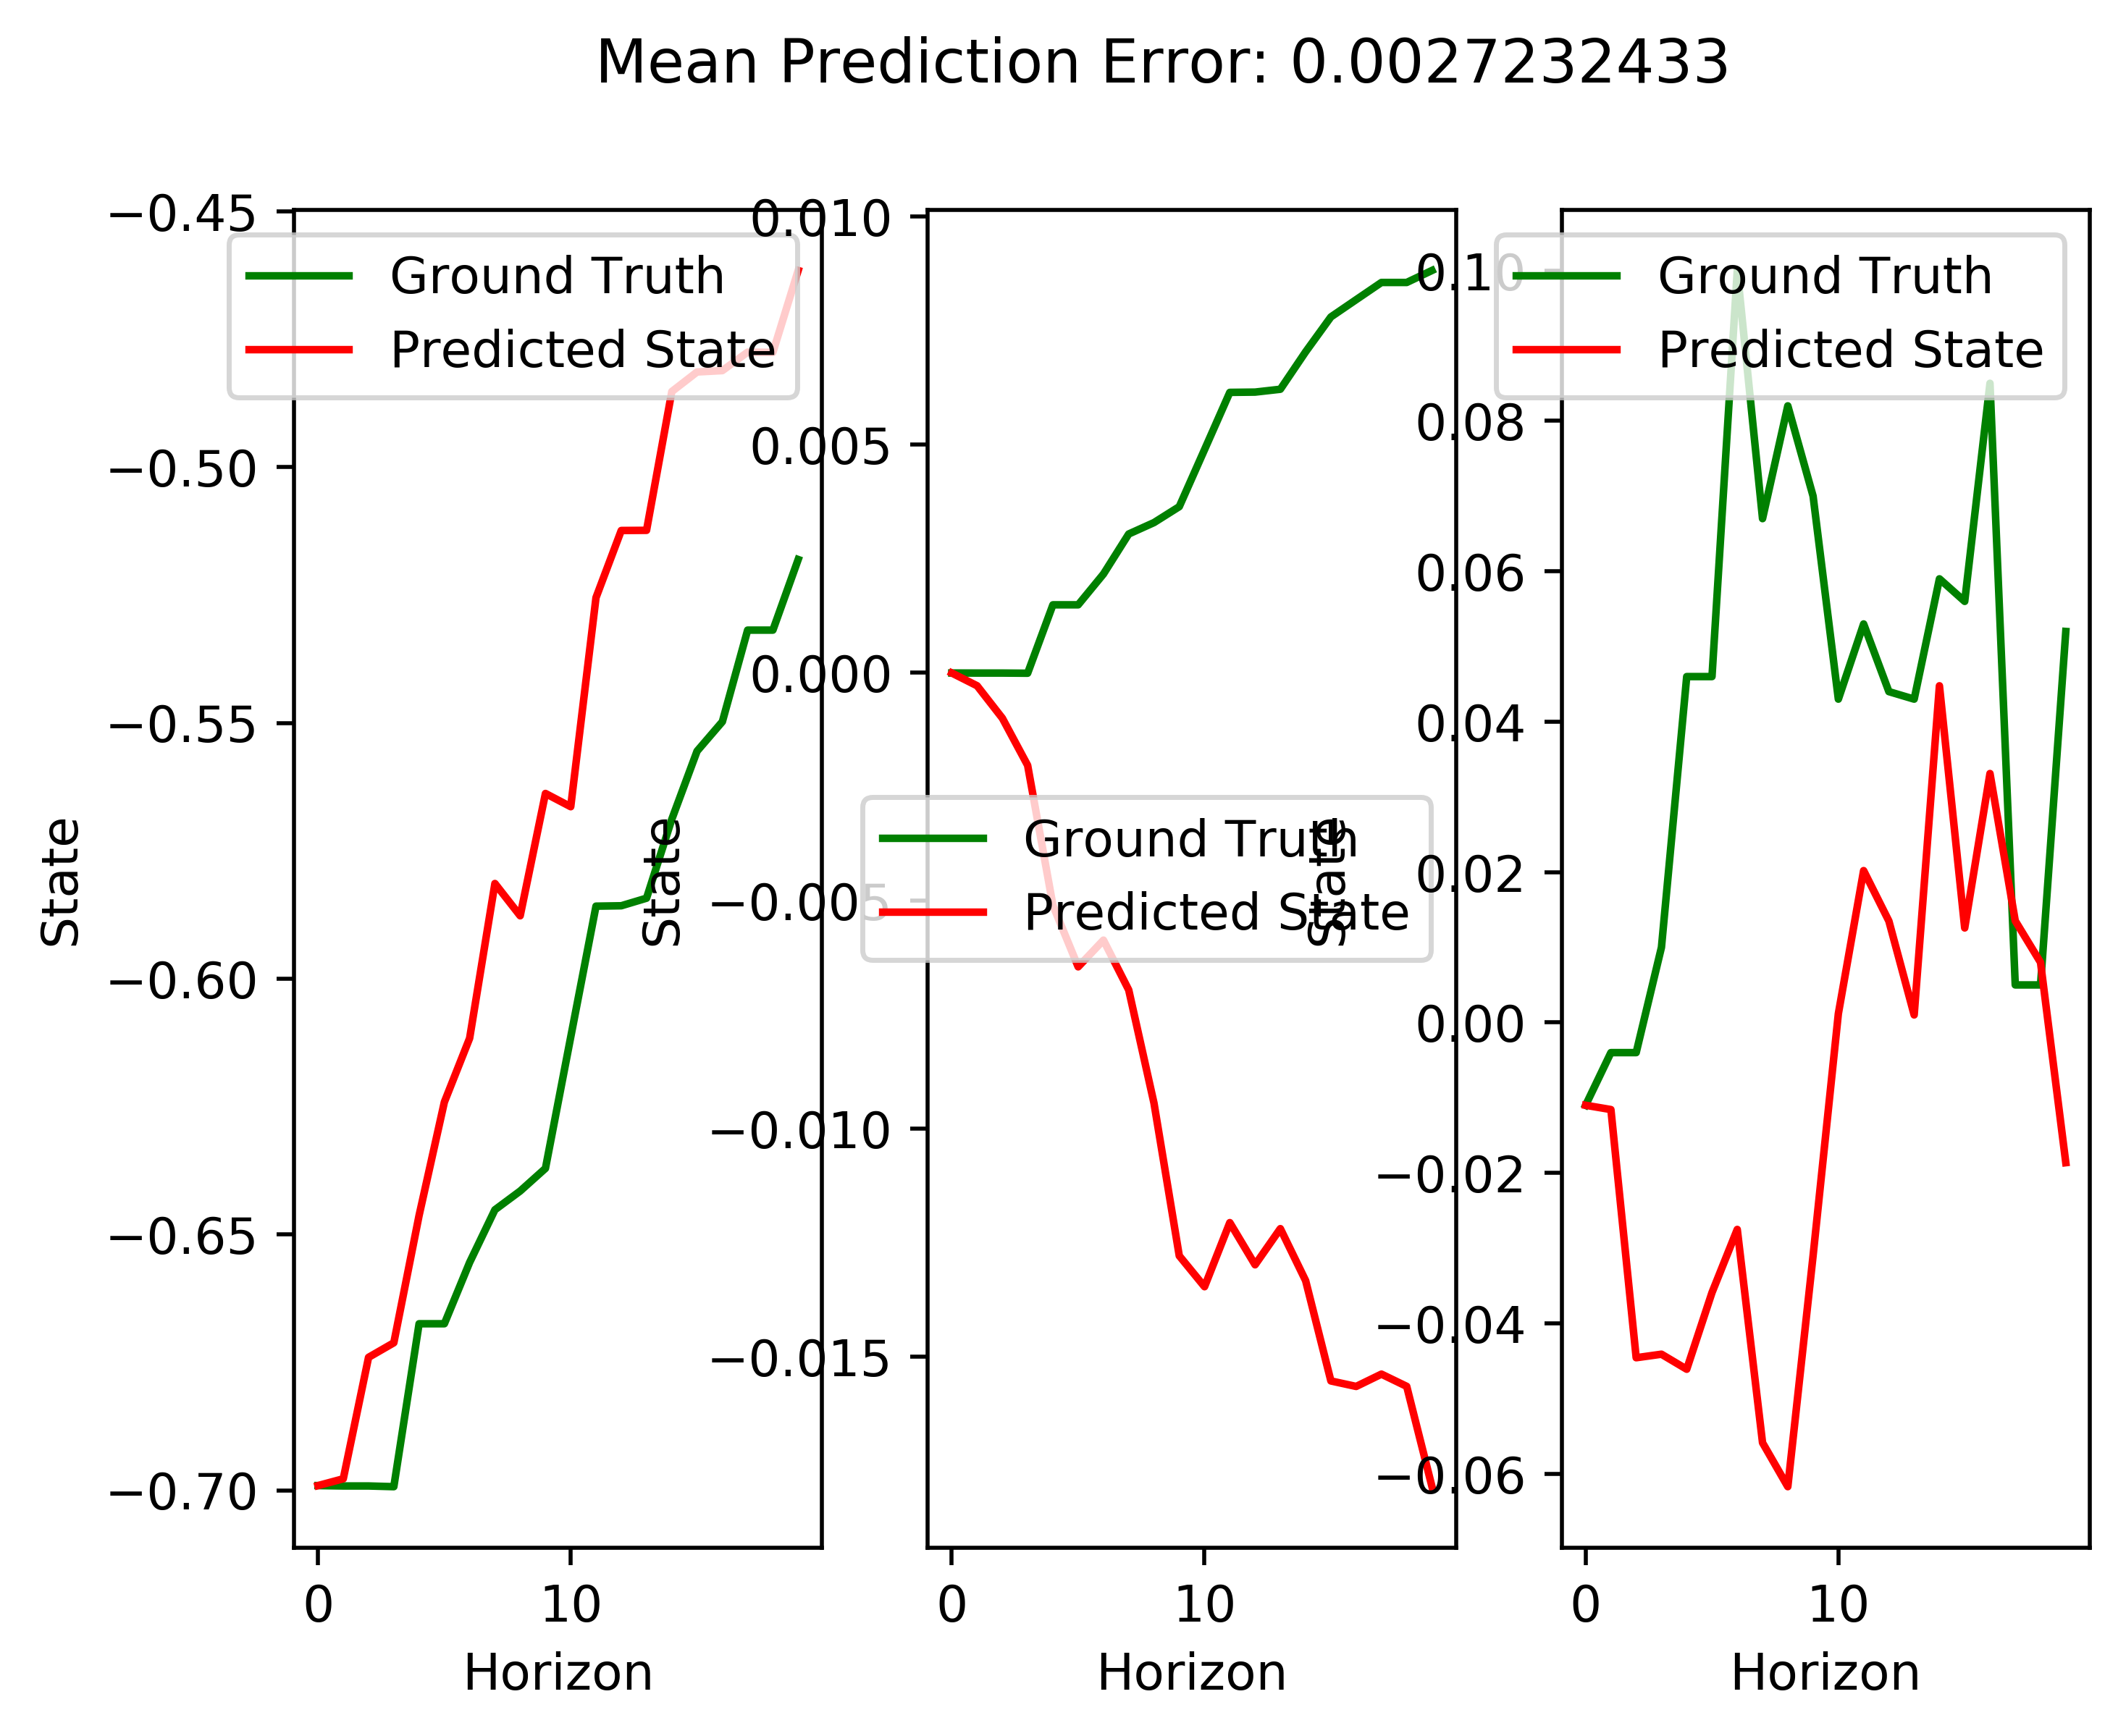 Mean Prediction Error: 0.0027232433
−0.45
−0.50
−0.55
−0.60
−0.65
−0.70
State
Ground Truth
Predicted State
0
10
Horizon
0.010
0.005
0.000
−0.005
−0.010
−0.015
State
Ground Truth
Predicted State
0
10
Horizon
0.10
0.08
0.06
0.04
0.02
0.00
−0.02
−0.04
−0.06
State
Ground Truth
Predicted State
0
10
Horizon